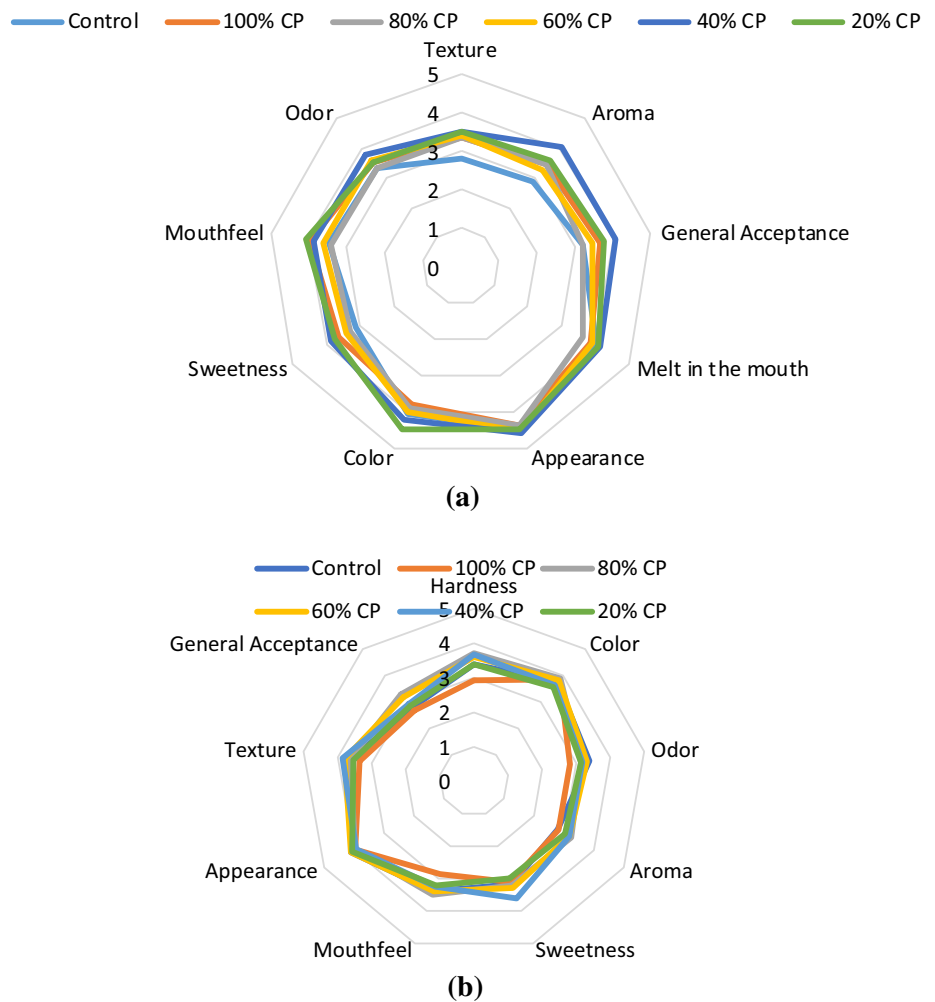 Control 100% CP 80% CP 60% CP 40% CP 20% CP
Texture
5
Odor Aroma
4
3
2
Mouthfeel General Acceptance
1
0
Sweetness Melt in the mouth
Color Appearance
(a)
Control 100% CP 80% CP
Hardness
60% CP 40% CP 20% CP
5
General Acceptance Color
4
3
Texture Odor
2
1
0
Appearance Aroma
Mouthfeel Sweetness
(b)